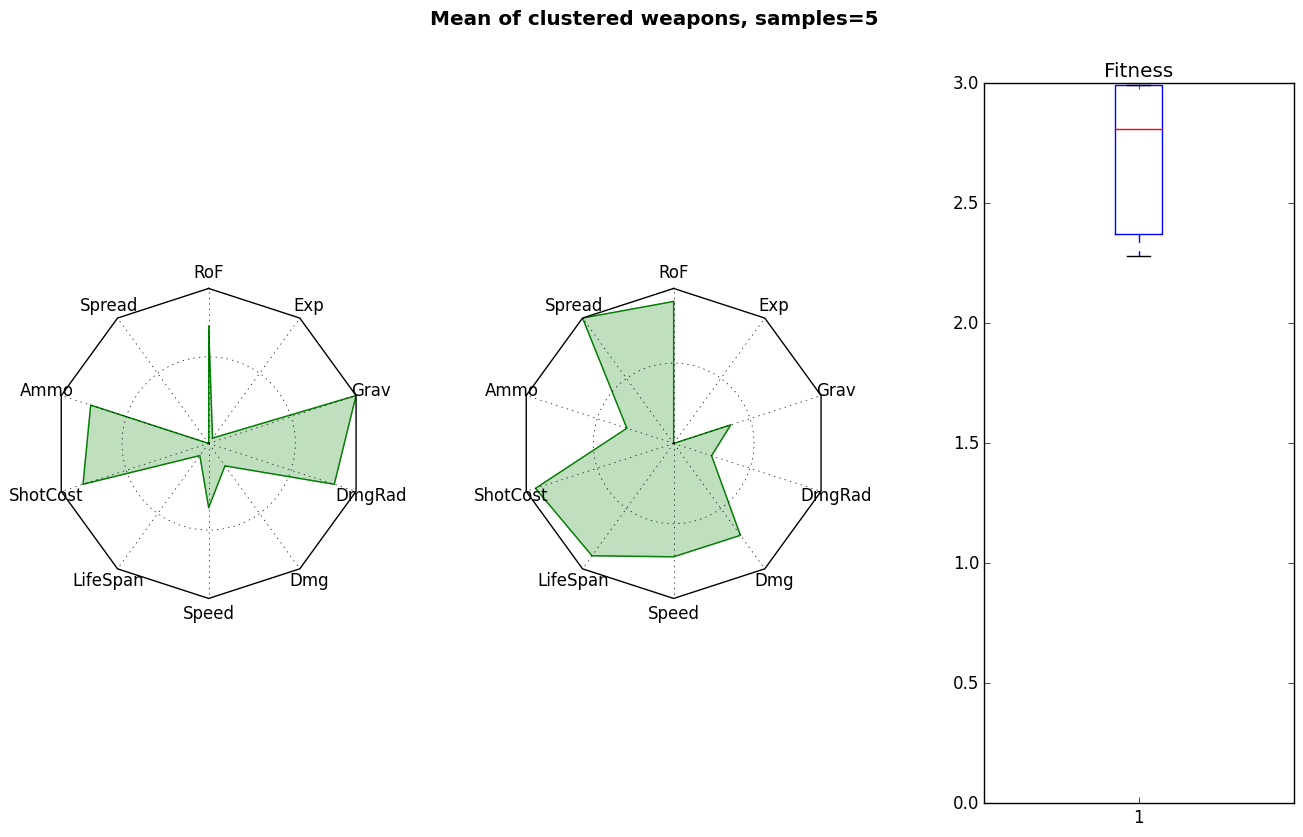 Mean of clustered weapons, samples=5
RoF
Spread
Exp
Ammo
Grav
ShotCost
DmgRad
LifeSpan
Dmg
Speed
RoF
Spread
Exp
Ammo
Grav
ShotCost
DmgRad
LifeSpan
Dmg
Speed
Fitness
3.0
2.5
2.0
1.5
1.0
0.5
0.0
1